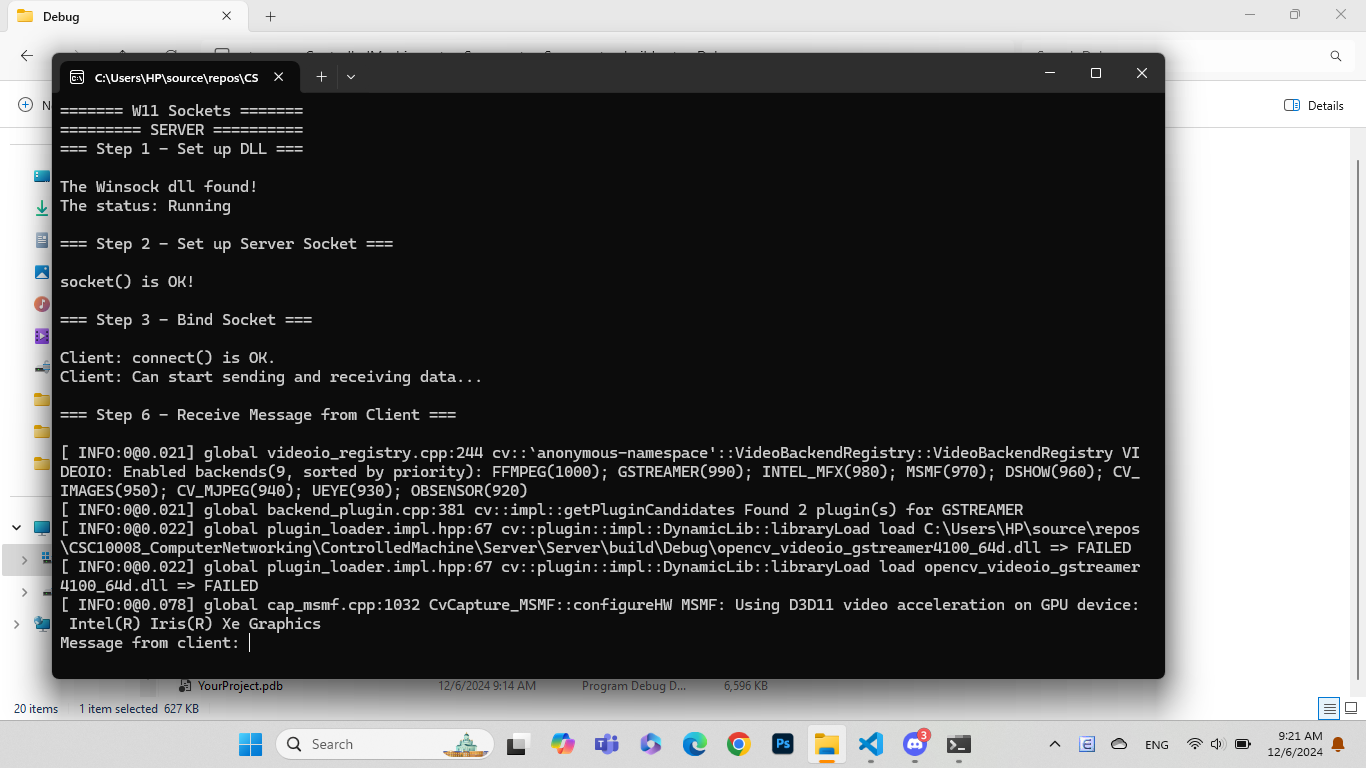 Debug
C:\Users\HP\source\repos\CS
Details
======= W11 Sockets =======
========= SERVER ==========
=== Step 1 - Set up DLL ===
The Winsock dll found!
The status: Running
=== Step 2 - Set up Server Socket ===
socket() is OK!
=== Step 3 - Bind Socket ===
Client: connect() is OK.
Client: Can start sending and receiving data...
=== Step 6 - Receive Message from Client ===
[ INFO:0@0.021] global videoio_registry.cpp:244 cv::`anonymous-namespace'::VideoBackendRegistry::VideoBackendRegistry VI
DEOIO: Enabled backends(9, sorted by priority): FFMPEG(1000); GSTREAMER(990); INTEL_MFX(980); MSMF(970); DSHOW(960); CV_
IMAGES(950); CV_MJPEG(940); UEYE(930); OBSENSOR(920)
[ INFO:0@0.021] global backend_plugin.cpp:381 cv::impl::getPluginCandidates Found 2 plugin(s) for GSTREAMER
[ INFO:0@0.022] global plugin_loader.impl.hpp:67 cv::plugin::impl::DynamicLib::libraryLoad load C:\Users\HP\source\repos
\CSC10008_ComputerNetworking\ControlledMachine\Server\Server\build\Debug\opencv_videoio_gstreamer4100_64d.dll => FAILED
[ INFO:0@0.022] global plugin_loader.impl.hpp:67 cv::plugin::impl::DynamicLib::libraryLoad load opencv_videoio_gstreamer
4100_64d.dll => FAILED
[ INFO:0@0.078] global cap_msmf.cpp:1032 CvCapture_MSMF::configureHW MSMF: Using D3D11 video acceleration on GPU device:
Intel(R) Iris(R) Xe Graphics
Message from client:
YourProject.pdb 12/6/2024 9:14 AM Program Debug D... 6,596 KB
20 items 1 item selected 627 KB
Search
Ps
3
ENG
9:21 AM
12/6/2024